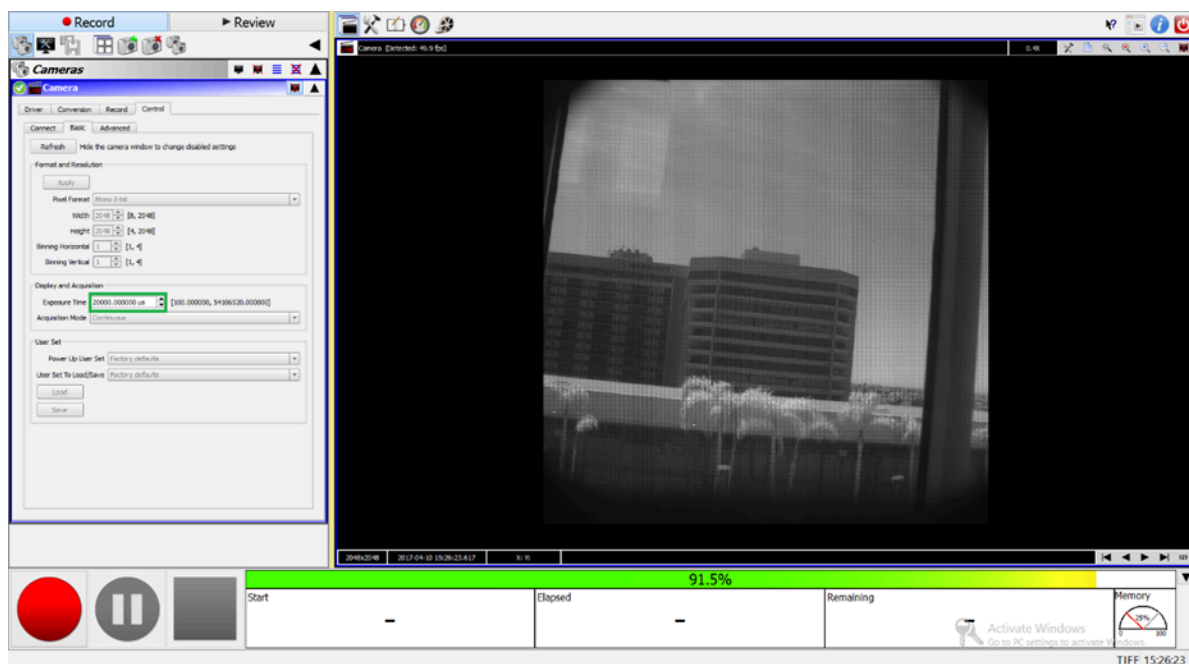 Record
Review
Cameras
Camera
Driver Conversion Record Control
Connect Basic Advanced
Refresh Hide the camera window to change disabled settings
Format and Resolution
Apply
Pixel Format Mono 8-bit
Width 2048 [8, 2048]
Height 2048 [4, 2048]
Binning Horizontal 1 [1, 4]
Binning Vertical 1 [1, 4]
Display and Acquisition
Exposure Time 20000.000000 us [100.000000, 54106520.000000]
Acquisition Mode Continuous
User Set
Power Up User Set Factory defaults
User Set To Load/Save Factory defaults
Load
Save
Camera (Detected: 49.9 fps)
2048x2048 2017-04-10 15:26:23.617
91.5%
Start Elapsed Remaining Memory
- - -
25%
0 100
Activate Windows
Go to PC settings to activate Windows.
TIFF 15:26:23